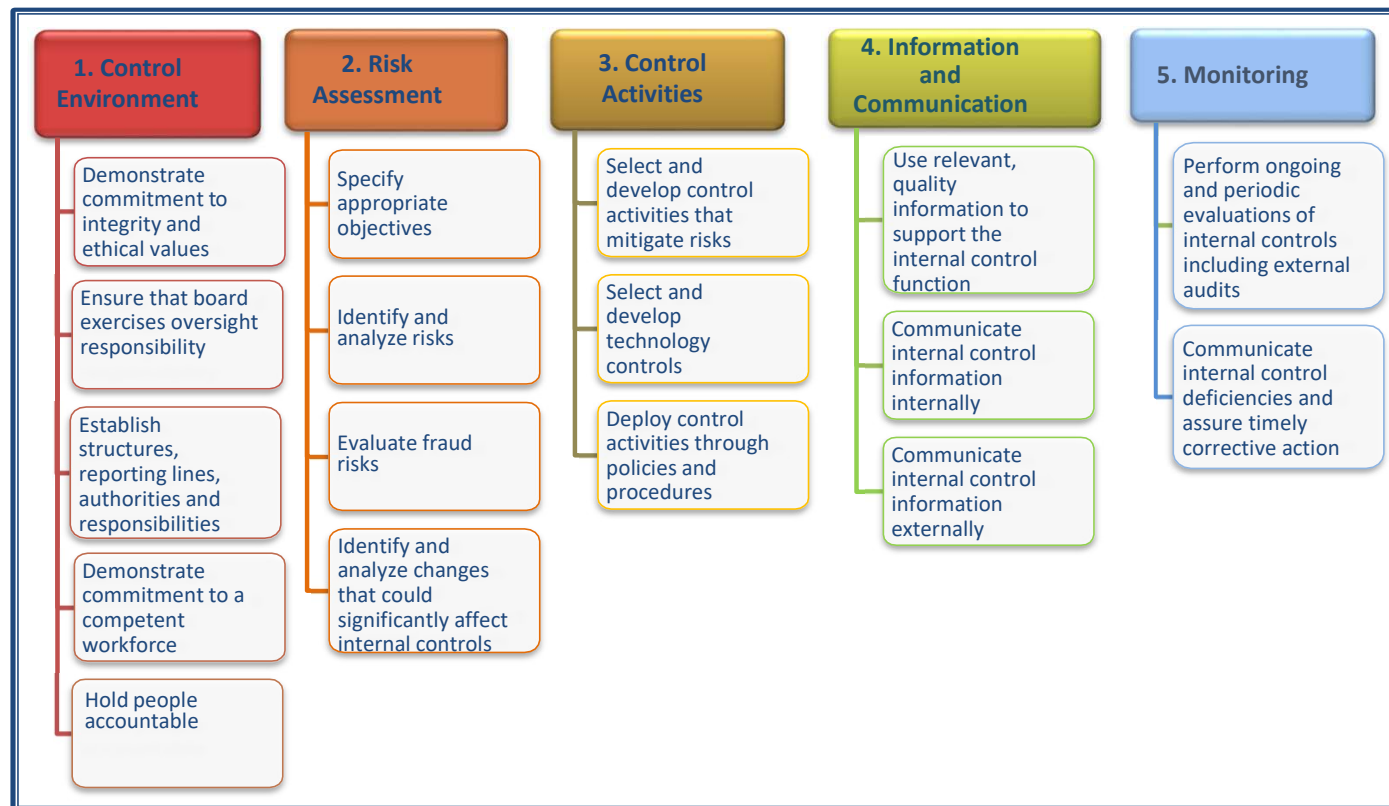 1. Control
Environment
Demonstrate
commitment to
integrity and
ethical values
Ensure that board
exercises oversight
responsibility
Establish
structures,
reporting lines,
authorities and
responsibilities
Demonstrate
commitment to a
competent
workforce
Hold people
accountable
2. Risk
Assessment
Specify
appropriate
objectives
Identify and
analyze risks
Evaluate fraud
risks
Identify and
analyze changes
that could
significantly affect
internal controls
3. Control
Activities
Select and
develop control
activities that
mitigate risks
Select and
develop
technology
controls
Deploy control
activities through
policies and
procedures
4. Information
and
Communication
Use relevant,
quality
information to
support the
internal control
function
Communicate
internal control
information
internally
Communicate
internal control
information
externally
5. Monitoring
Perform ongoing
and periodic
evaluations of
internal controls
including external
audits
Communicate
internal control
deficiencies and
assure timely
corrective action